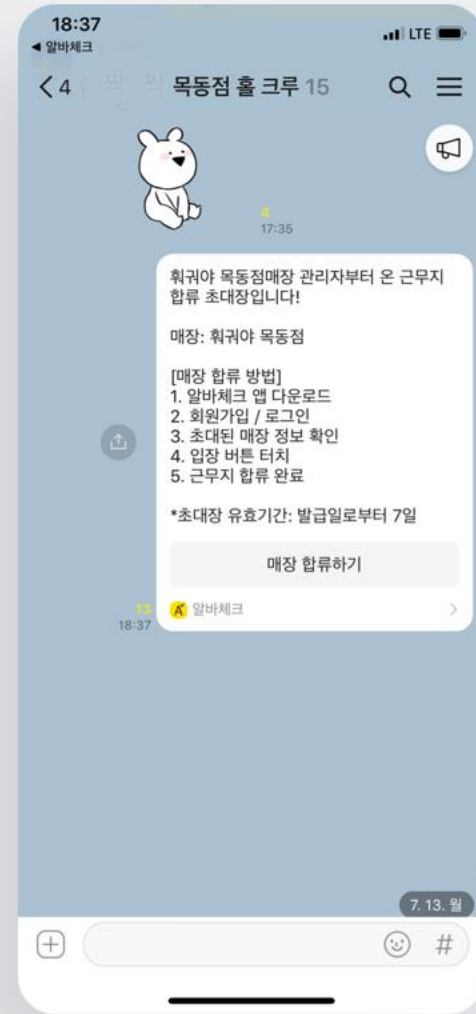 18:37
LTE
◀ 알바체크
4
목동점 홀 크루 15
4
17:35
훠궈야 목동점매장 관리자부터 온 근무지
합류 초대장입니다!
매장: 훠궈야 목동점
[매장 합류 방법]
1. 알바체크 앱 다운로드
2. 회원가입 / 로그인
3. 초대된 매장 정보 확인
4. 입장 버튼 터치
5. 근무지 합류 완료
*초대장 유효기간: 발급일로부터 7일
매장 합류하기
13
18:37
알바체크
7. 13. 월
#